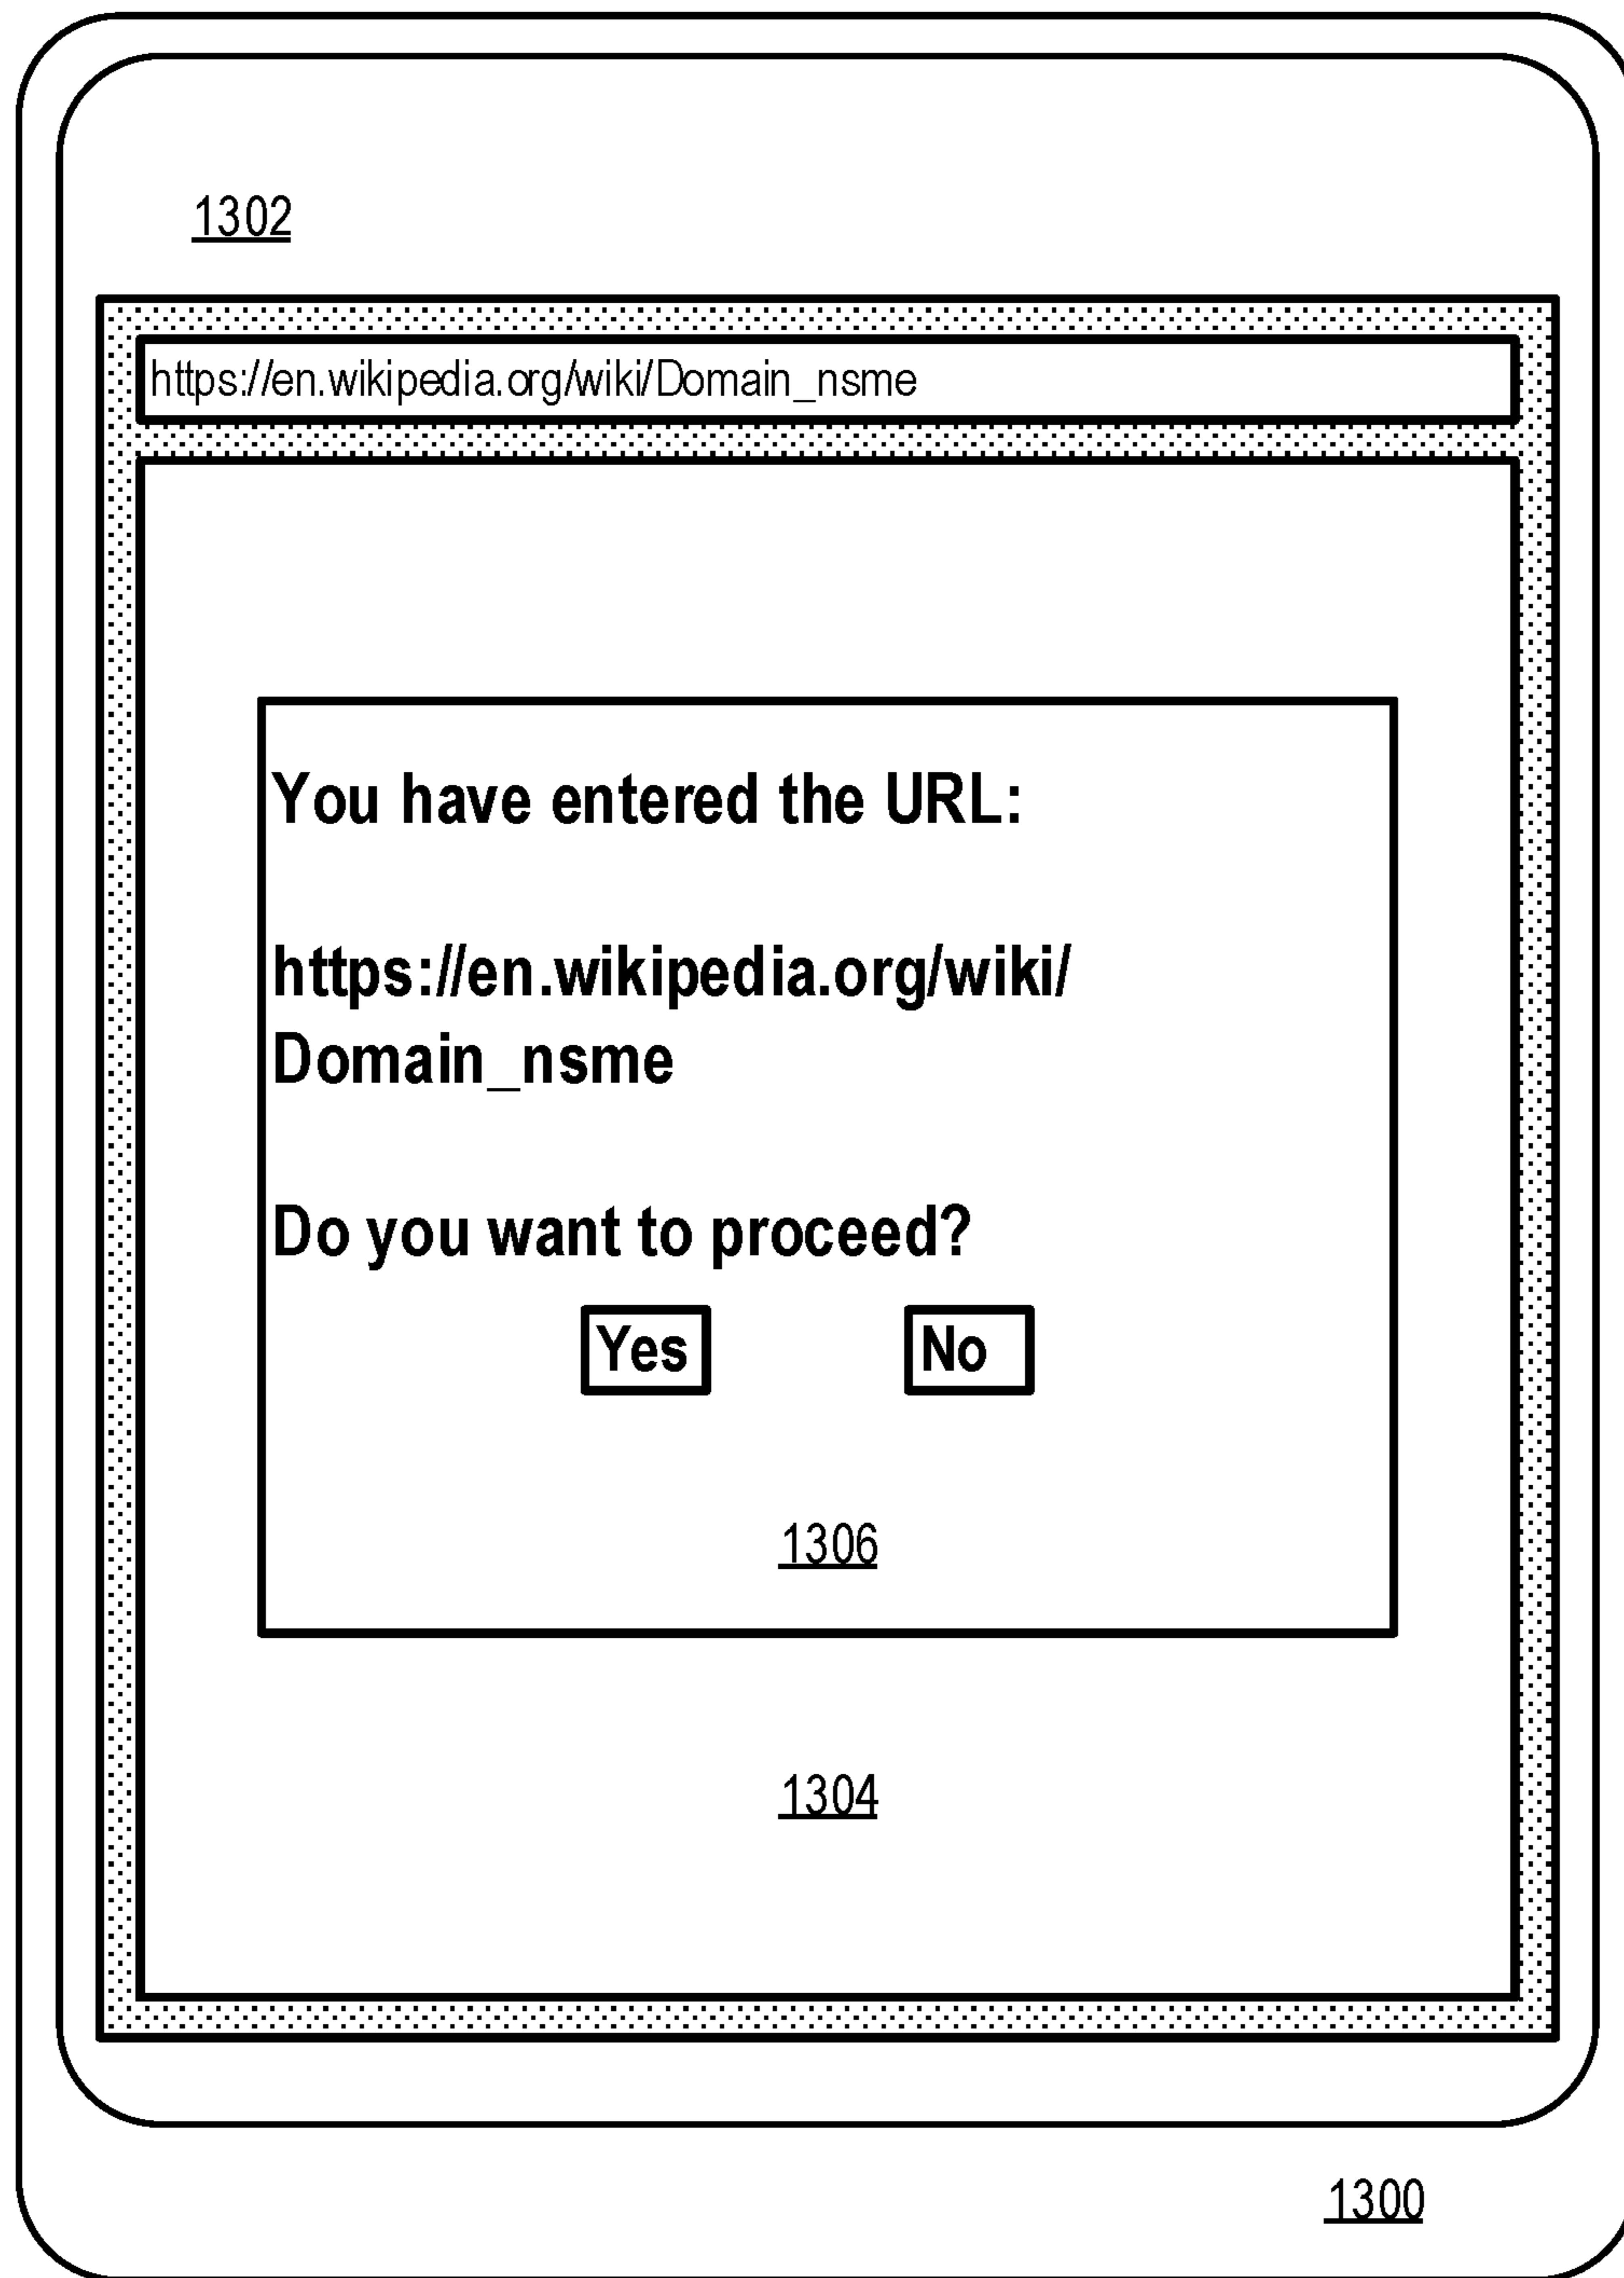 1302
https://en.wikipedia.org/wiki/Domain_nsme
You have entered the URL:
https://en.wikipedia.org/wiki/
Domain_nsme
Do you want to proceed?
Yes No
1306
1304
1300